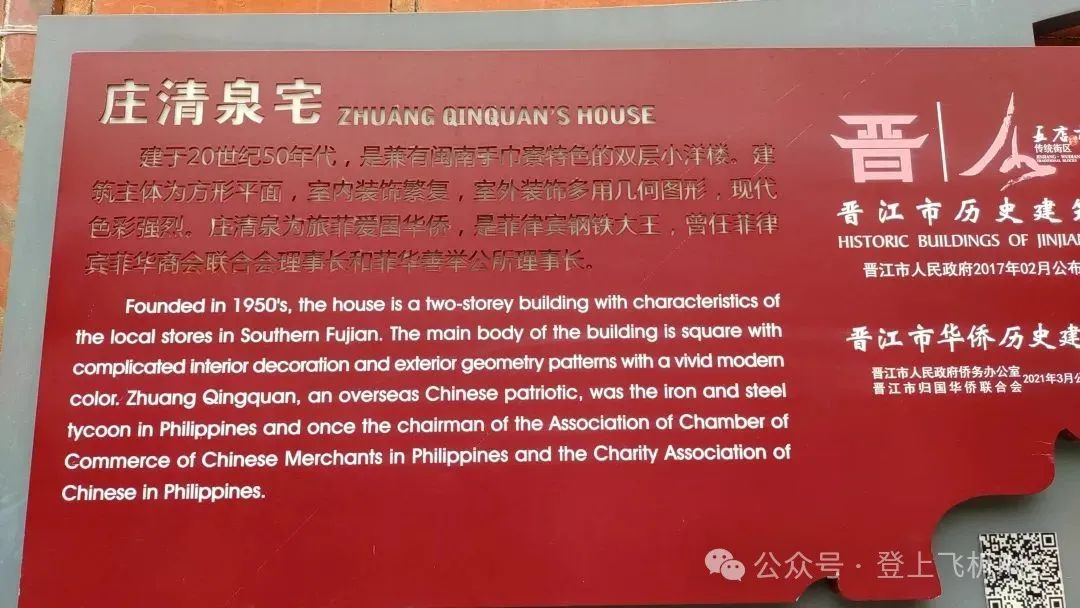 庄清泉宅 ZHUANG QINQUAN'S HOUSE
建于20世纪50年代，是兼有闽南手巾寮特色的双层小洋楼。建
筑主体为方形平面，室内装饰繁复，室外装饰多用几何图形，现代
色彩强烈。庄清泉为旅菲爱国华侨，是菲律宾钢铁大王，曾任菲律
宾菲华商会联合会理事长和菲华善举公所理事长。
Founded in 1950's, the house is a two-storey building with characteristics of
the local stores in Southern Fujian. The main body of the building is square with
complicated interior decoration and exterior geometry patterns with a vivid modern
color. Zhuang Qingquan, an overseas Chinese patriotic, was the iron and steel
tycoon in Philippines and once the chairman of the Association of Chamber of
Commerce of Chinese Merchants in Philippines and the Charity Association of
Chinese in Philippines.
晋
五店
传统街区
TRADITIONAL BLOCKS
晋江市历史建筑
HISTORIC BUILDINGS OF JINJIAN
晋江市人民政府2017年02月公布
晋江市华侨历史建
晋江市人民政府侨务办公室
晋江市归国华侨联合会 2021年3月公
公众号 · 登上飞机